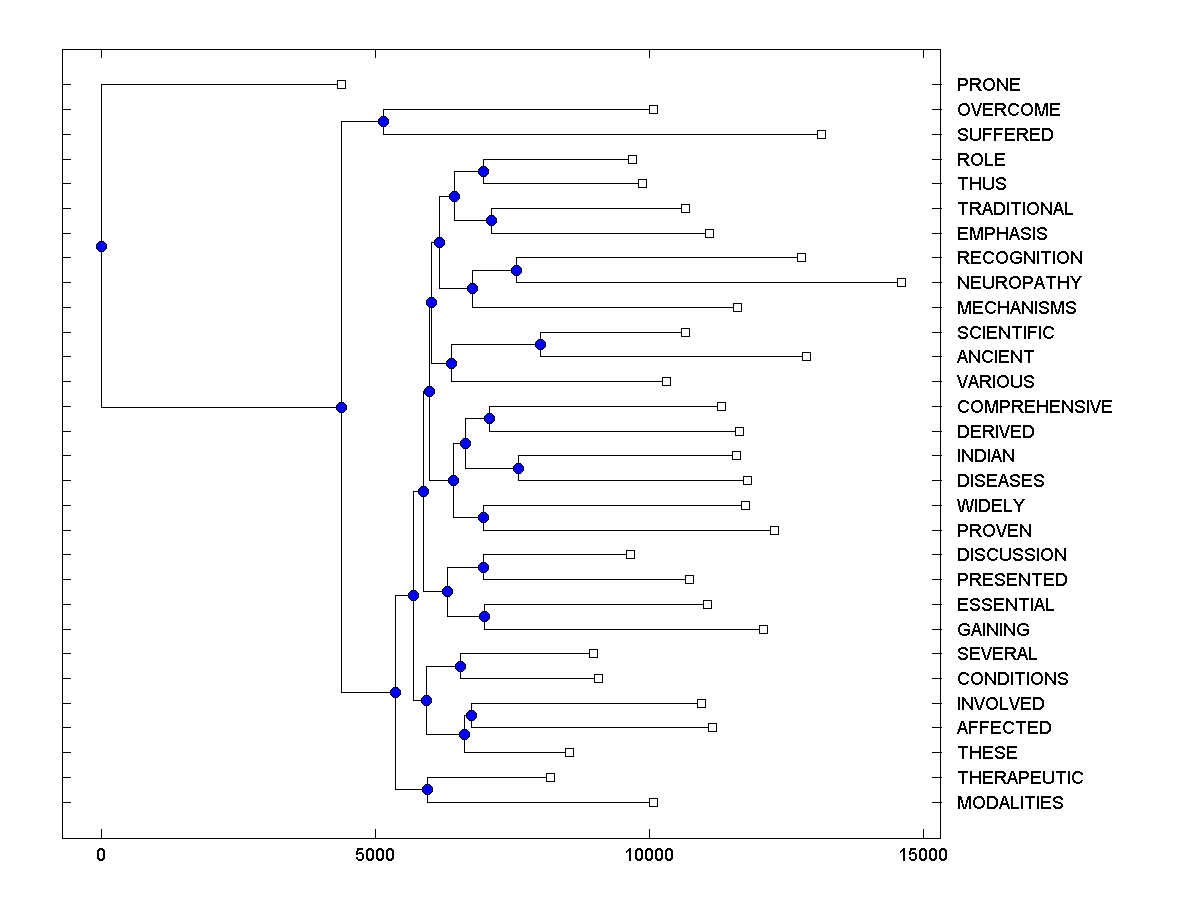 PRONE
OVERCOME
SUFFERED
ROLE
THUS
TRADITIONAL
EMPHASIS
RECOGNITION
NEUROPATHY
MECHANISMS
SCIENTIFIC
ANCIENT
VARIOUS
COMPREHENSIVE
DERIVED
INDIAN
DISEASES
WIDELY
PROVEN
DISCUSSION
PRESENTED
ESSENTIAL
GAINING
SEVERAL
CONDITIONS
INVOLVED
AFFECTED
THESE
THERAPEUTIC
MODALITIES
0 5000 10000 15000